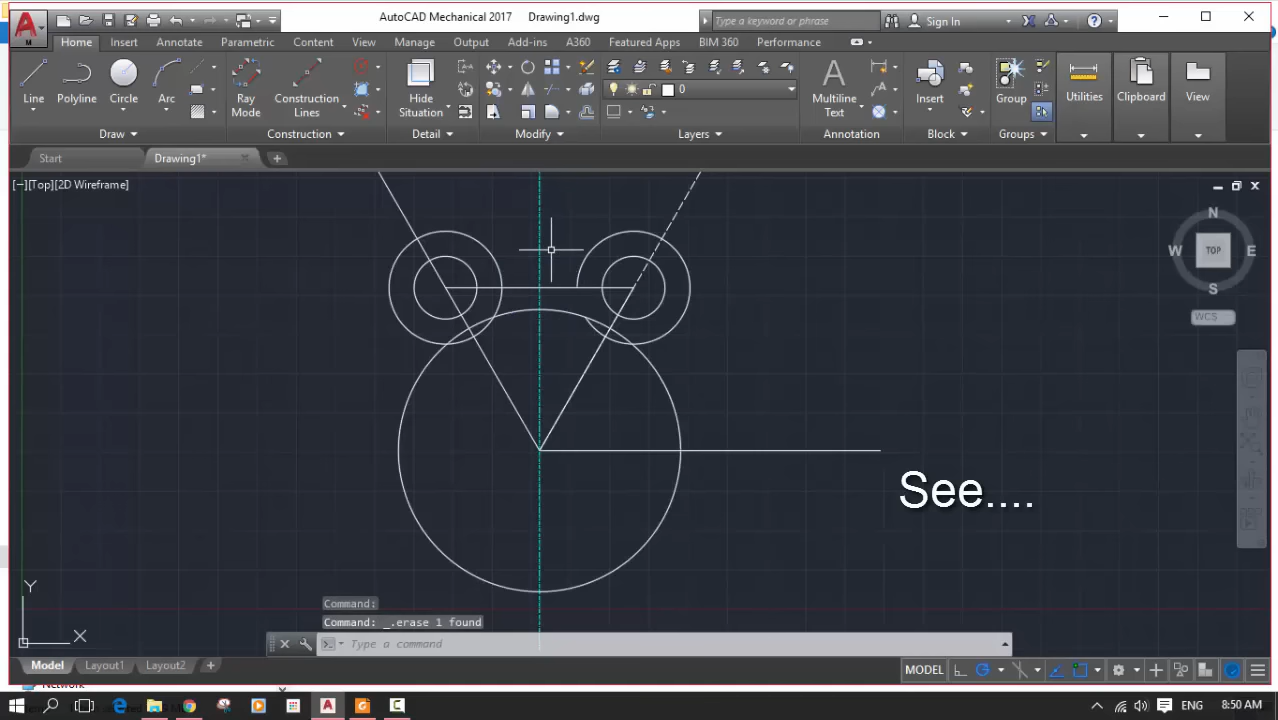 AutoCAD Mechanical 2017 Drawing1.dwg
Type a keyword or phrase
Sign In
M
Home Insert Annotate Parametric Content View Manage Output Add-ins A360 Featured Apps BIM 360 Performance
Line Polyline Circle Arc
Ray Mode
Construction Lines
Hide Situation
0
Multiline Text
Insert
Group
Utilities
Clipboard
View
Draw Construction Detail Modify Layers Annotation Block Groups
Start Drawing1*
[−][Top][2D Wireframe]
N
W TOP E
S
WCS
See....
Y
X
Command:
Command: _.erase 1 found
Type a command
Model Layout1 Layout2
MODEL
Network
ENG 8:50 AM